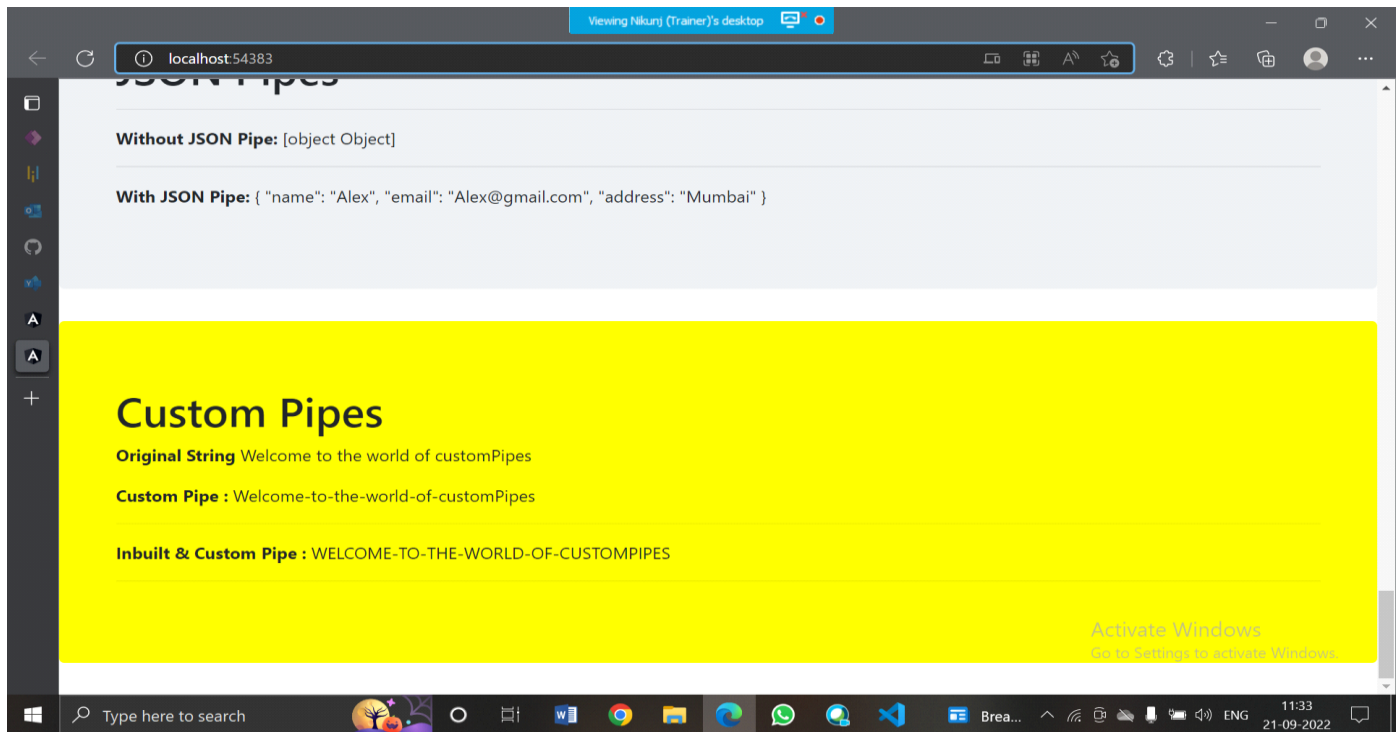 Viewing Nikunj (Trainer)'s desktop
localhost:54383
JSON Pipes
Without JSON Pipe: [object Object]
With JSON Pipe: { "name": "Alex", "email": "Alex@gmail.com", "address": "Mumbai" }
Custom Pipes
Original String Welcome to the world of customPipes
Custom Pipe : Welcome-to-the-world-of-customPipes
Inbuilt & Custom Pipe : WELCOME-TO-THE-WORLD-OF-CUSTOMPIPES
Activate Windows
Go to Settings to activate Windows.
Type here to search
Brea...
ENG
11:33
21-09-2022